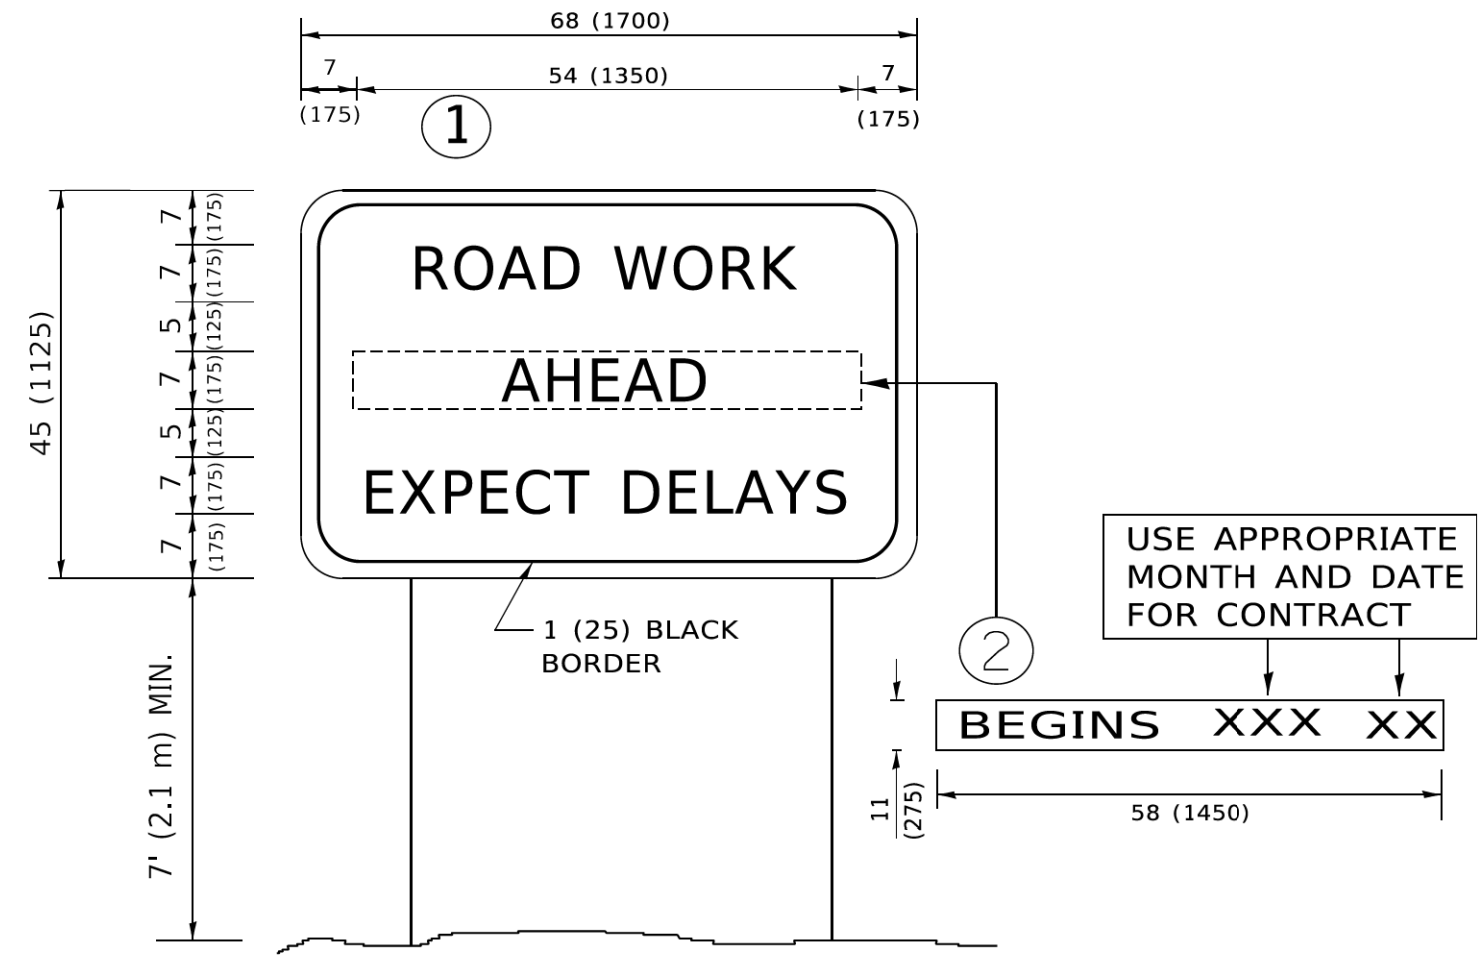 68 (1700)
7
54 (1350)
7
(175)
(175)
1
7
(175)
7
(175)
5
(125)
7
(175)
5
(125)
7
(175)
7
(175)
45 (1125)
ROAD WORK
AHEAD
EXPECT DELAYS
1 (25) BLACK
BORDER
7' (2.1 m) MIN.
USE APPROPRIATE
MONTH AND DATE
FOR CONTRACT
2
BEGINS XXX XX
11
(275)
58 (1450)